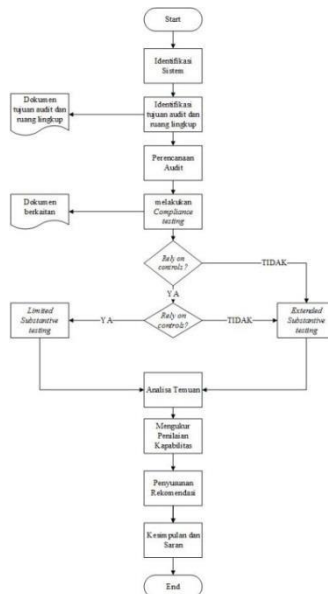 Start
Identifikasi
Sistem
Dokumen
tujuan audit dan
ruang lingkup
Identifikasi
tujuan audit dan
ruang lingkup
Perencanaan
Audit
Dokumen
berkaitan
melakukan
Compliance
testing
Rely on
controls?
TIDAK
YA
Limited
Substantive
testing
YA
Rely on
controls?
TIDAK
Extended
Substantive
testing
Analisa Temuan
Mengukur
Penilaian
Kapabilitas
Penyusunan
Rekomendasi
Kesimpulan dan
Saran
End